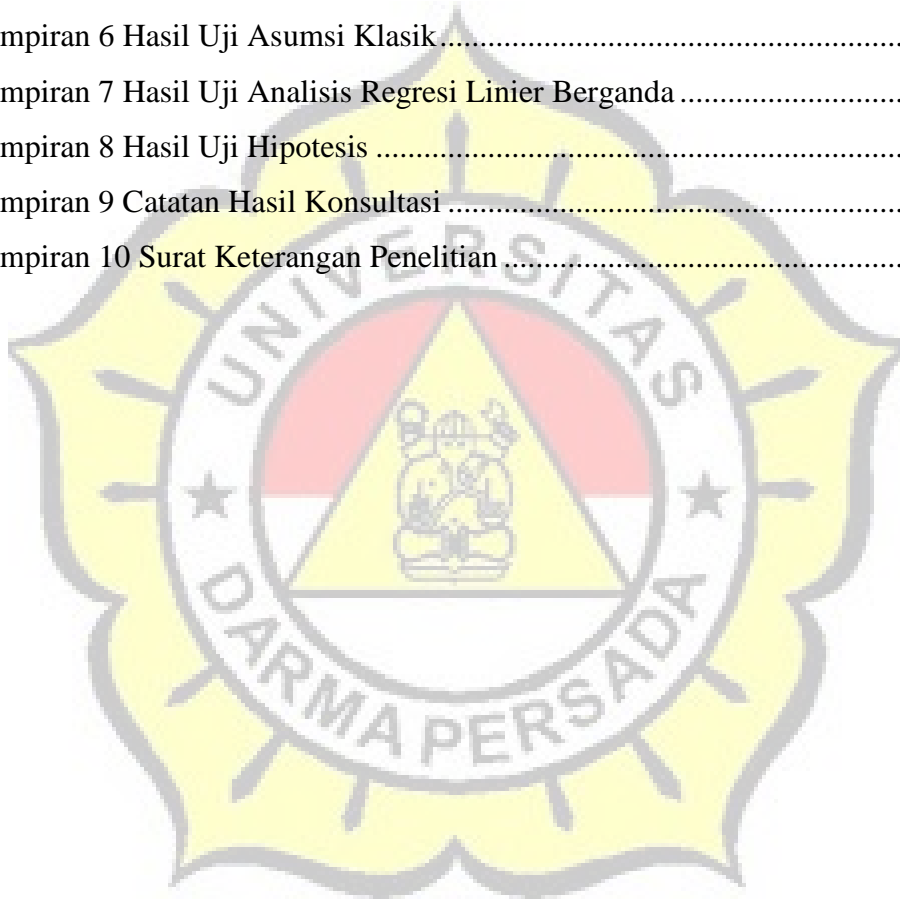 mpiran 6 Hasil Uji Asumsi Klasik.................................................
mpiran 7 Hasil Uji Analisis Regresi Linier Berganda........................
mpiran 8 Hasil Uji Hipotesis........................................................
mpiran 9 Catatan Hasil Konsultasi................................................
mpiran 10 Surat Keterangan Penelitian..........................................
UNIVERSITAS
DARMA PERSADA